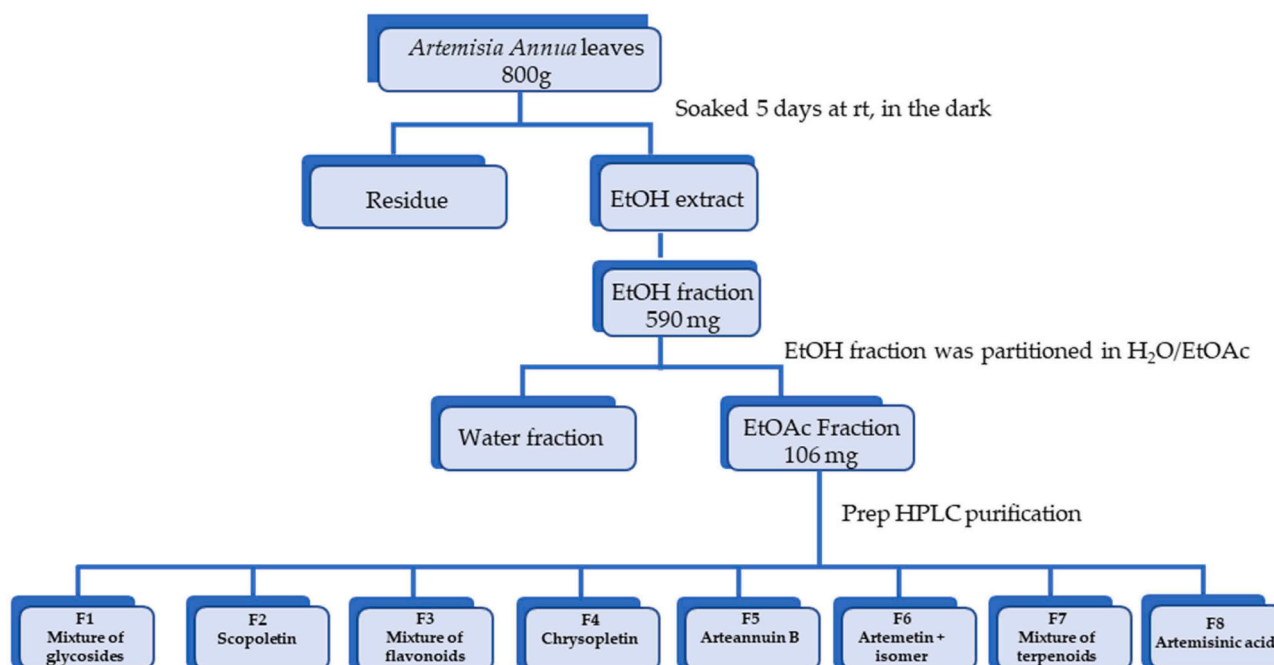 Artemisia Annua leaves
800g
Soaked 5 days at rt, in the dark
Residue
EtOH extract
EtOH fraction
590 mg
EtOH fraction was partitioned in H₂O/EtOAc
Water fraction
EtOAc Fraction
106 mg
Prep HPLC purification
F1
Mixture of
glycosides
F2
Scopoletin
F3
Mixture of
flavonoids
F4
Chrysopletin
F5
Arteannuin B
F6
Artemetin +
isomer
F7
Mixture of
terpenoids
F8
Artemisinic acid